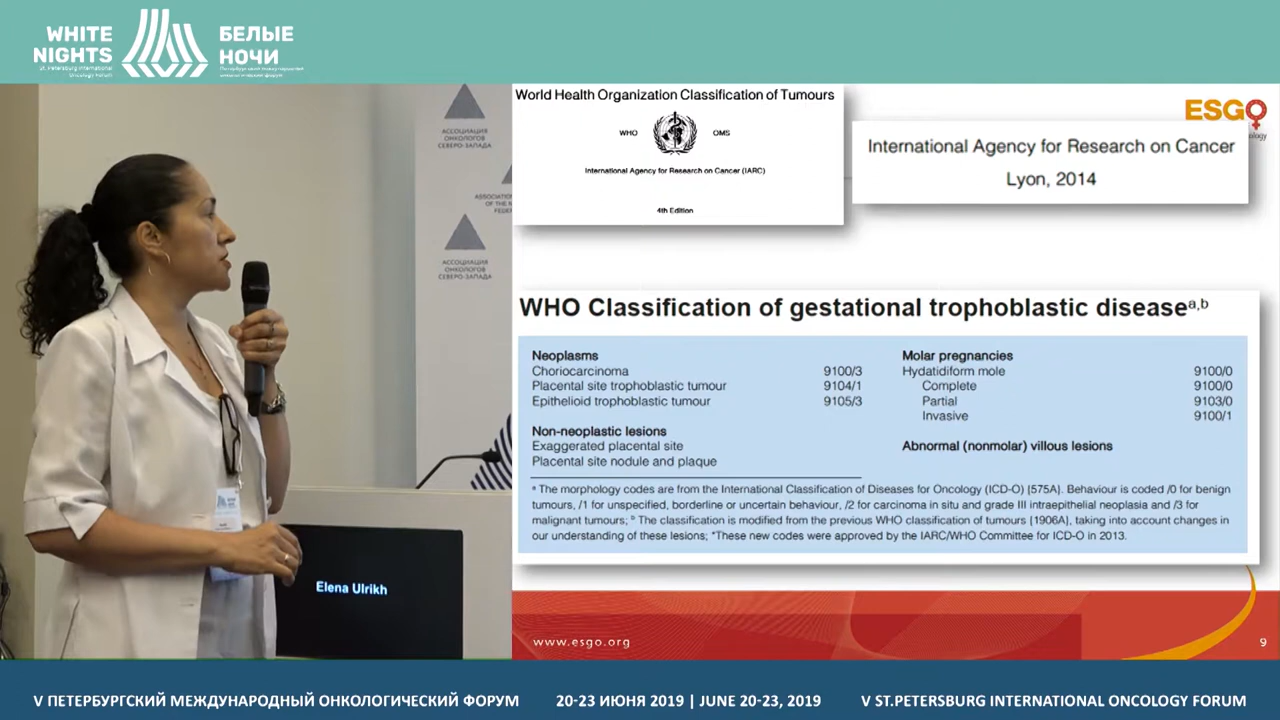 WHITE
NIGHTS
St. Petersburg International
Oncology Forum
БЕЛЫЕ
НОЧИ
Петербургский международный
онкологический форум
АССОЦИАЦИЯ
ОНКОЛОГОВ
СЕВЕРО-ЗАПАДА
АССОЦИАЦИЯ
ОНКОЛОГОВ
СЕВЕРО-ЗАПАДА
Elena Ulrikh
World Health Organization Classification of Tumours
WHO OMS
International Agency for Research on Cancer (IARC)
4th Edition
ESGO
International Agency for Research on Cancer
Lyon, 2014
WHO Classification of gestational trophoblastic diseaseᵃ,ᵇ
Neoplasms
Choriocarcinoma 9100/3
Placental site trophoblastic tumour 9104/1
Epithelioid trophoblastic tumour 9105/3
Non-neoplastic lesions
Exaggerated placental site
Placental site nodule and plaque
Molar pregnancies
Hydatidiform mole 9100/0
Complete 9100/0
Partial 9103/0
Invasive 9100/1
Abnormal (nonmolar) villous lesions
ᵃ The morphology codes are from the International Classification of Diseases for Oncology (ICD-O) {575A}. Behaviour is coded /0 for benign
tumours, /1 for unspecified, borderline or uncertain behaviour, /2 for carcinoma in situ and grade III intraepithelial neoplasia and /3 for
malignant tumours; ᵇ The classification is modified from the previous WHO classification of tumours {1906A}, taking into account changes in
our understanding of these lesions; *These new codes were approved by the IARC/WHO Committee for ICD-O in 2013.
www.esgo.org
9
V ПЕТЕРБУРГСКИЙ МЕЖДУНАРОДНЫЙ ОНКОЛОГИЧЕСКИЙ ФОРУМ
20-23 ИЮНЯ 2019 | JUNE 20-23, 2019
V ST.PETERSBURG INTERNATIONAL ONCOLOGY FORUM